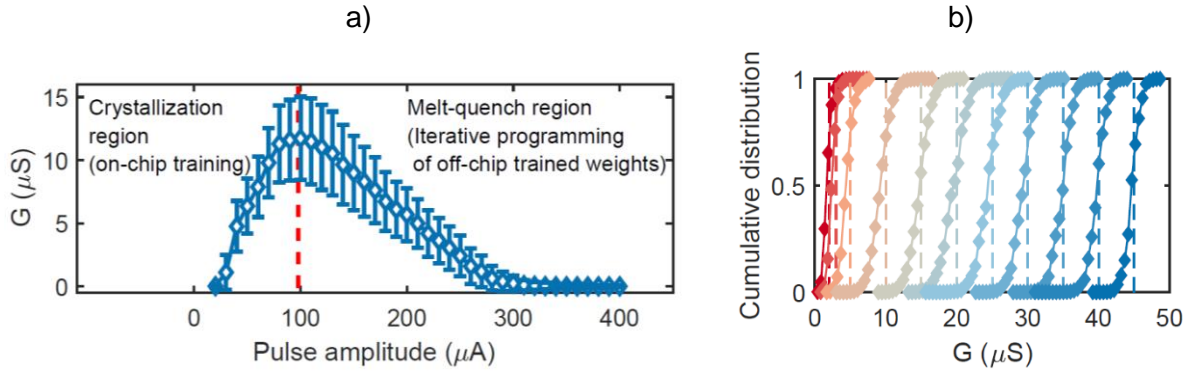 a)
b)
15
10
5
0
G (μS)
Crystallization
region
(on-chip training)
Melt-quench region
(Iterative programming
of off-chip trained weights)
0 100 200 300 400
Pulse amplitude (μA)
Cumulative distribution
1
0.5
0
0 10 20 30 40 50
G (μS)